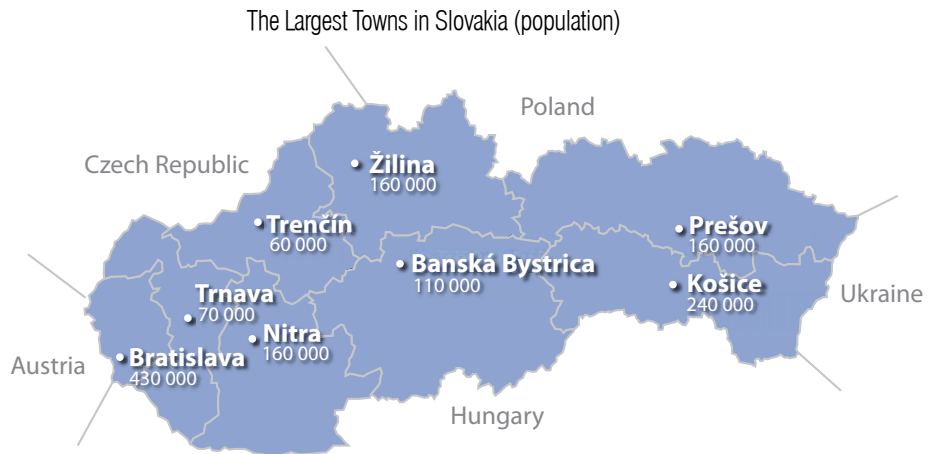 The Largest Towns in Slovakia (population)
Poland
Czech Republic
Žilina
160 000
Trenčín
60 000
Prešov
160 000
Banská Bystrica
110 000
Košice
240 000
Ukraine
Trnava
70 000
Nitra
160 000
Austria
Bratislava
430 000
Hungary